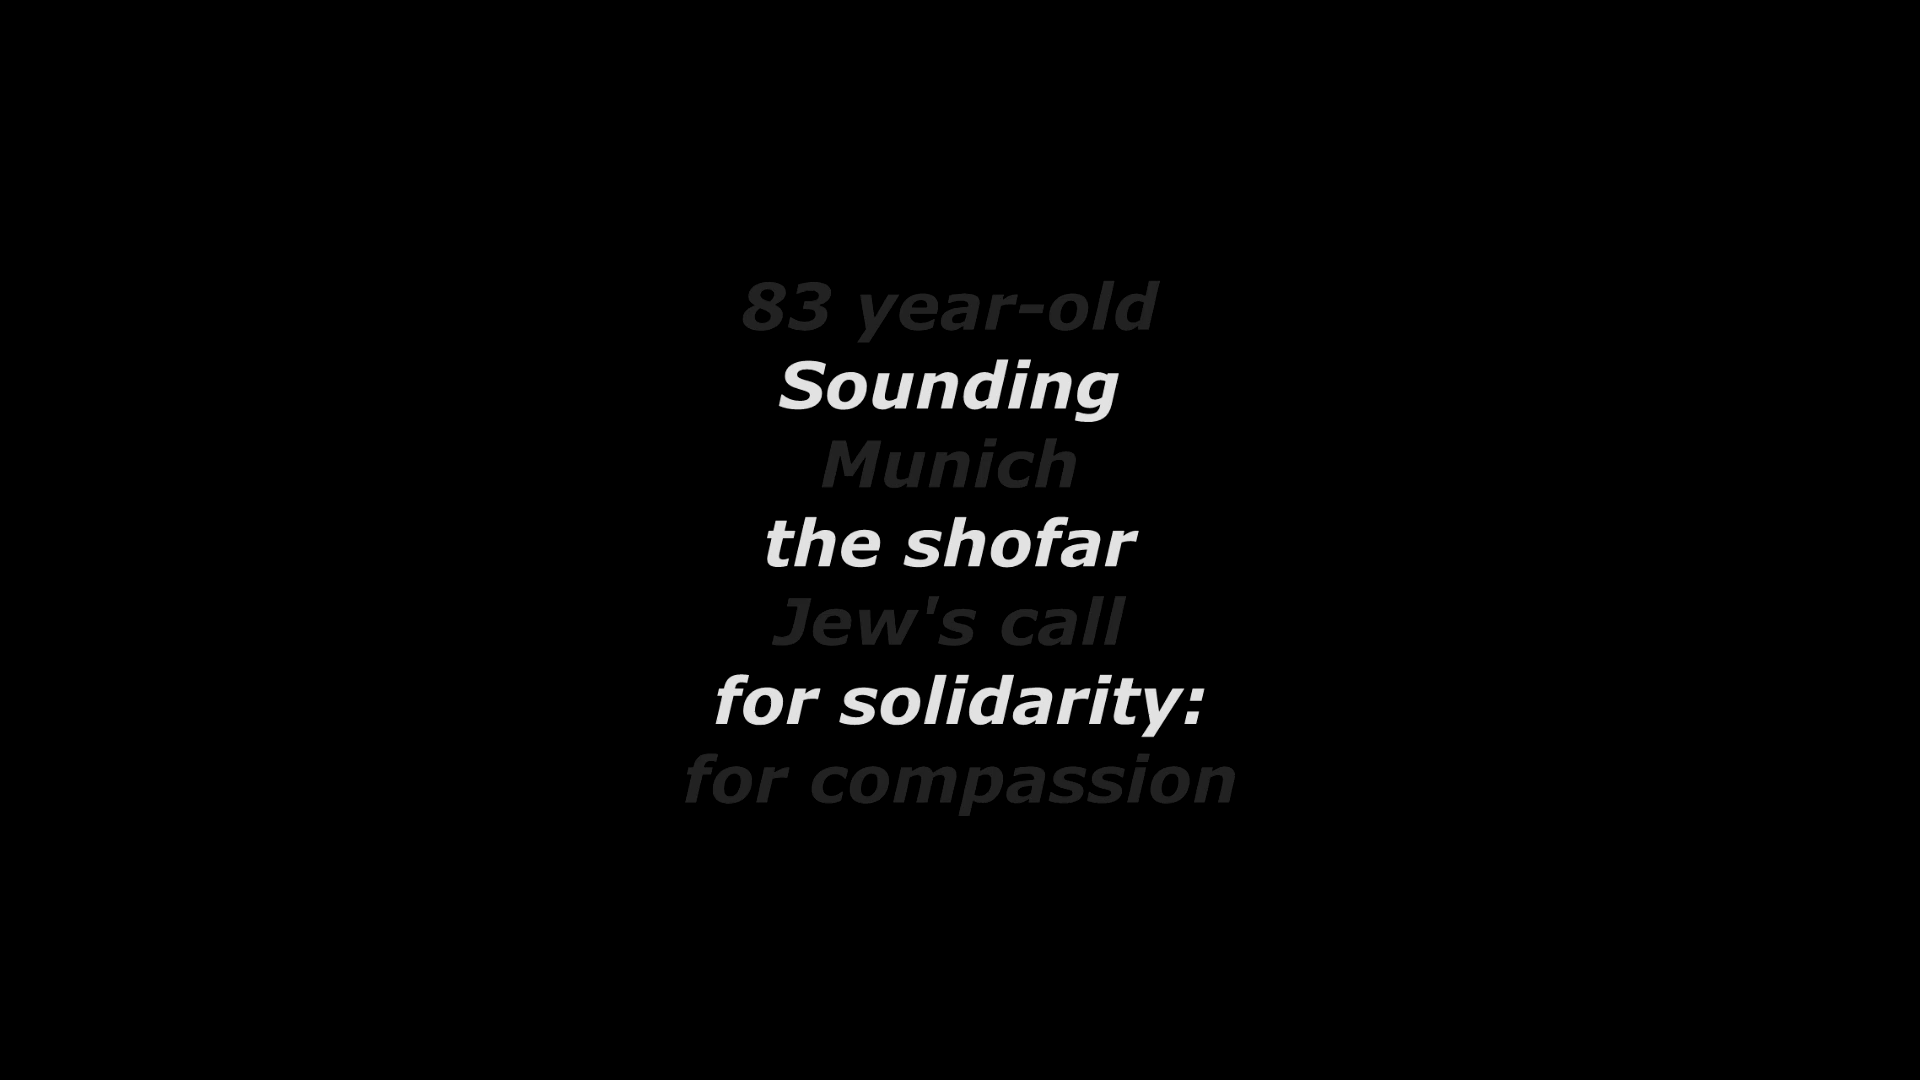 83 year-old
Sounding
Munich
the shofar
Jew's call
for solidarity:
for compassion